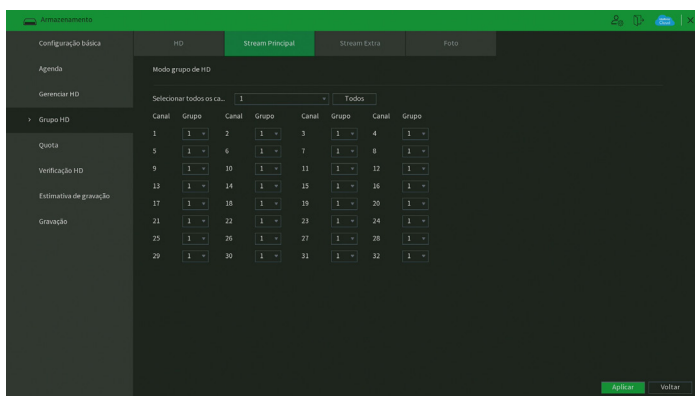 Armazenamento
Configuração básica
Agenda
Gerenciar HD
> Grupo HD
Quota
Verificação HD
Estimativa de gravação
Gravação
HD Stream Principal Stream Extra Foto
Modo grupo de HD
Selecionar todos os ca... 1 Todos
Canal Grupo Canal Grupo Canal Grupo Canal Grupo
1 1 2 1 3 1 4 1
5 1 6 1 7 1 8 1
9 1 10 1 11 1 12 1
13 1 14 1 15 1 16 1
17 1 18 1 19 1 20 1
21 1 22 1 23 1 24 1
25 1 26 1 27 1 28 1
29 1 30 1 31 1 32 1
Aplicar Voltar